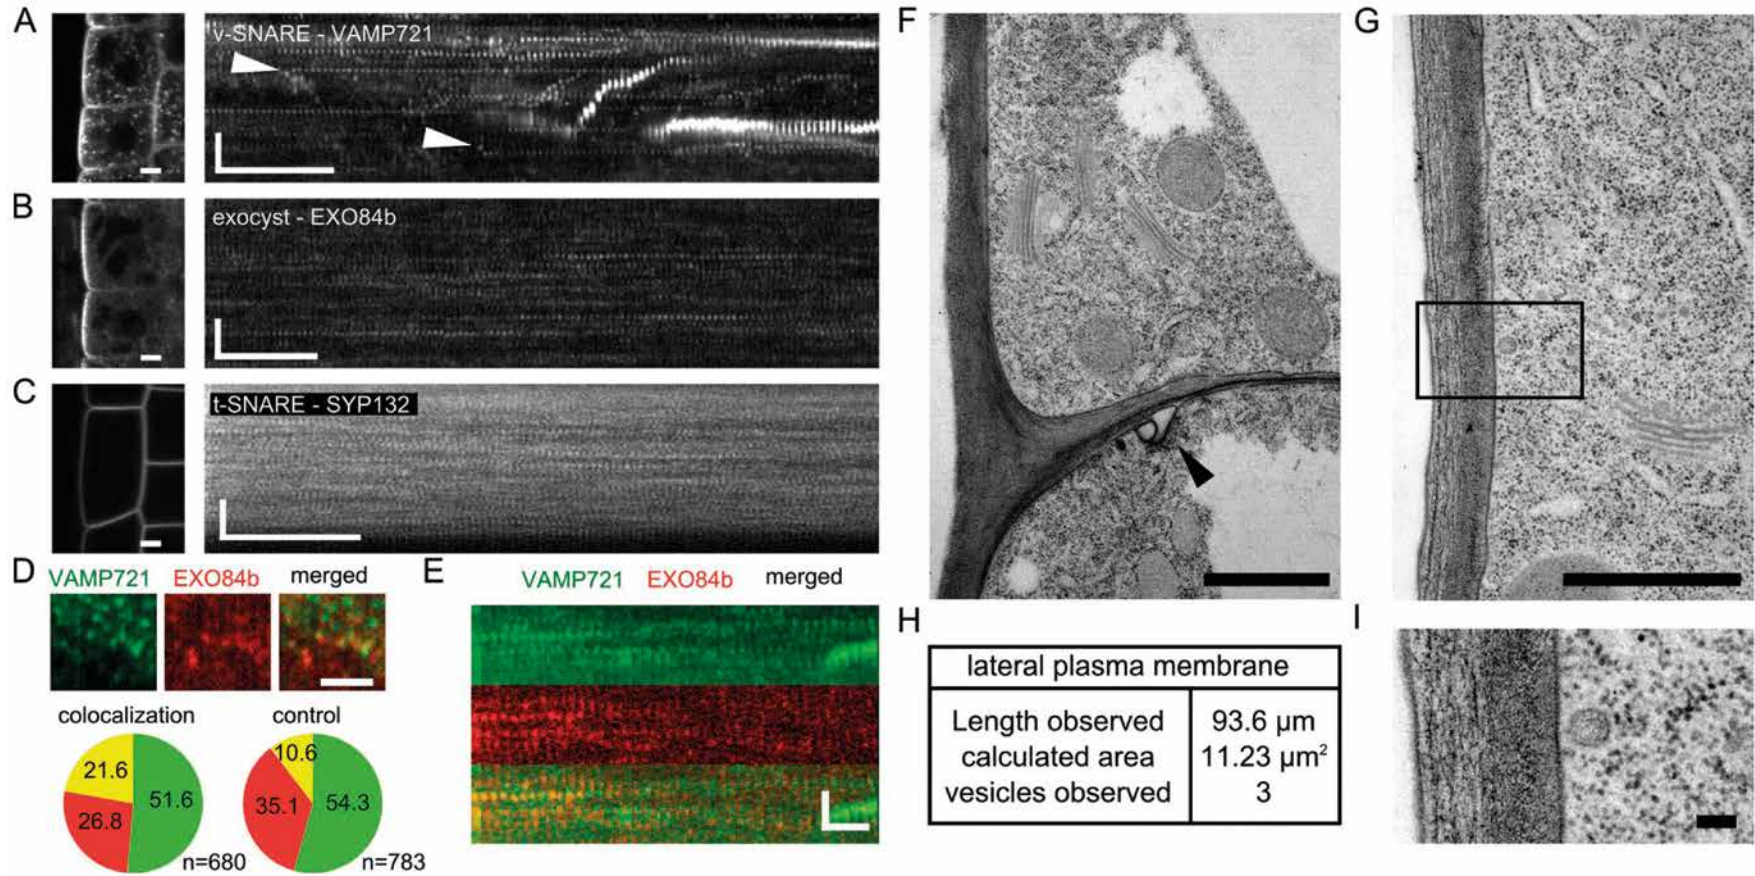 A
v-SNARE - VAMP721
B
exocyst - EXO84b
C
t-SNARE - SYP132
D
VAMP721 EXO84b merged
colocalization control
21.6 51.6 26.8
n=680
10.6 35.1 54.3
n=783
E
VAMP721 EXO84b merged
F
G
H
lateral plasma membrane
Length observed 93.6 µm
calculated area 11.23 µm²
vesicles observed 3
I